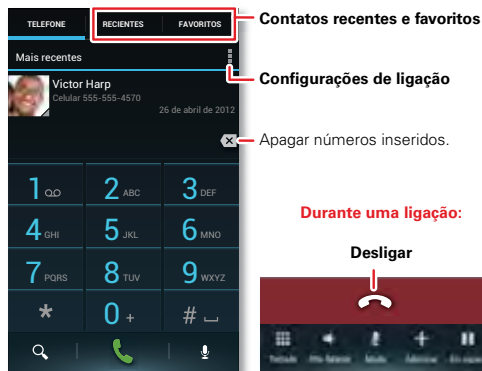 TELEFONE RECIENTES FAVORITOS
Contatos recentes e favoritos
Mais recentes
Configurações de ligação
Victor Harp
Celular 555-555-4570
26 de abril de 2012
Apagar números inseridos.
1 2 ABC 3 DEF
4 GHI 5 JKL 6 MNO
7 PQRS 8 TUV 9 WXYZ
* 0 + #
Durante uma ligação:
Desligar